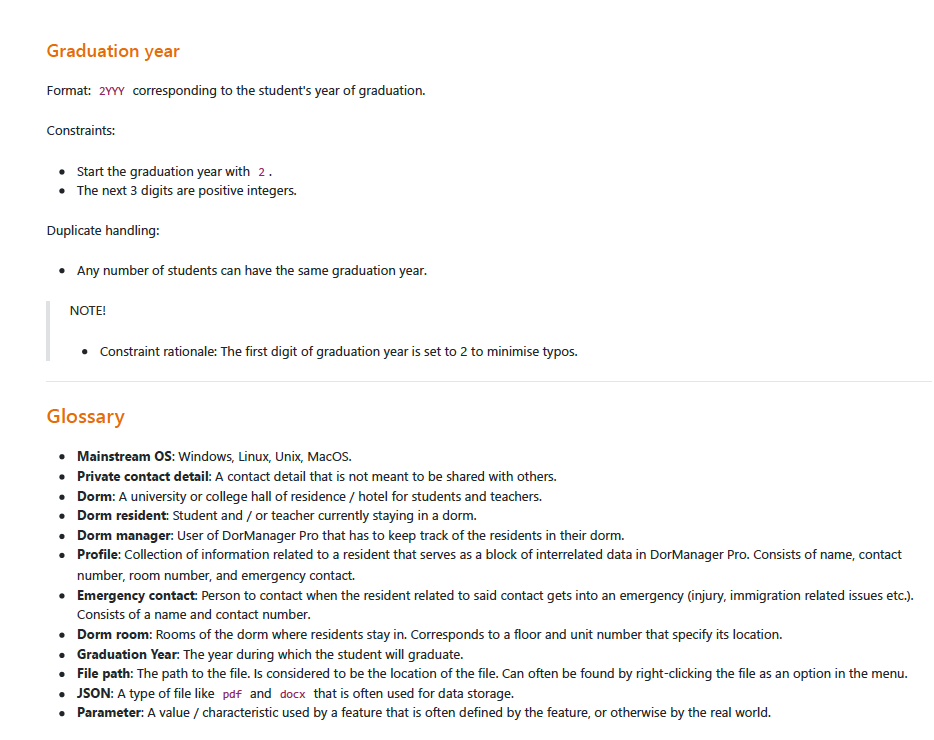 Graduation year
Format: 2YYY corresponding to the student's year of graduation.
Constraints:
• Start the graduation year with 2 .
• The next 3 digits are positive integers.
Duplicate handling:
• Any number of students can have the same graduation year.
NOTE!
• Constraint rationale: The first digit of graduation year is set to 2 to minimise typos.
Glossary
• Mainstream OS: Windows, Linux, Unix, MacOS.
• Private contact detail: A contact detail that is not meant to be shared with others.
• Dorm: A university or college hall of residence / hotel for students and teachers.
• Dorm resident: Student and / or teacher currently staying in a dorm.
• Dorm manager: User of DorManager Pro that has to keep track of the residents in their dorm.
• Profile: Collection of information related to a resident that serves as a block of interrelated data in DorManager Pro. Consists of name, contact
number, room number, and emergency contact.
• Emergency contact: Person to contact when the resident related to said contact gets into an emergency (injury, immigration related issues etc.).
Consists of a name and contact number.
• Dorm room: Rooms of the dorm where residents stay in. Corresponds to a floor and unit number that specify its location.
• Graduation Year: The year during which the student will graduate.
• File path: The path to the file. Is considered to be the location of the file. Can often be found by right-clicking the file as an option in the menu.
• JSON: A type of file like pdf and docx that is often used for data storage.
• Parameter: A value / characteristic used by a feature that is often defined by the feature, or otherwise by the real world.